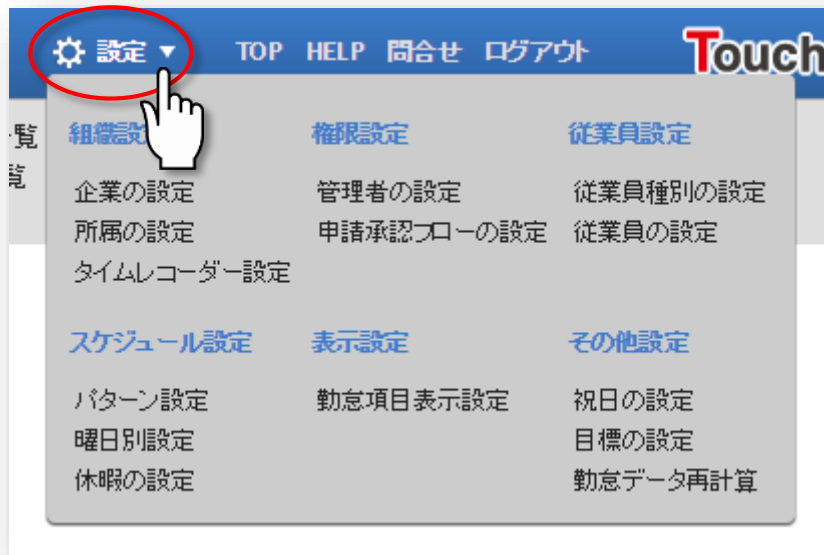 設定 ▼ TOP HELP 問合せ ログアウト Touch
覧
覧
組織設
権限設定
従業員設定
企業の設定
所属の設定
タイムレコーダー設定
管理者の設定
申請承認フローの設定
従業員種別の設定
従業員の設定
スケジュール設定
表示設定
その他設定
パターン設定
曜日別設定
休暇の設定
勤怠項目表示設定
祝日の設定
目標の設定
勤怠データ再計算